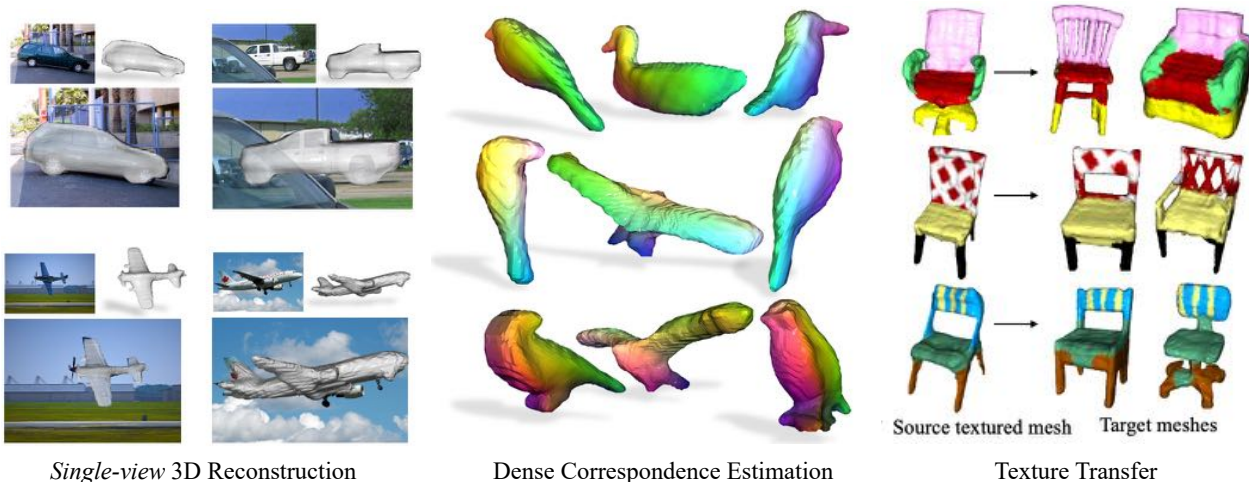 Source textured mesh Target meshes
Single-view 3D Reconstruction Dense Correspondence Estimation Texture Transfer